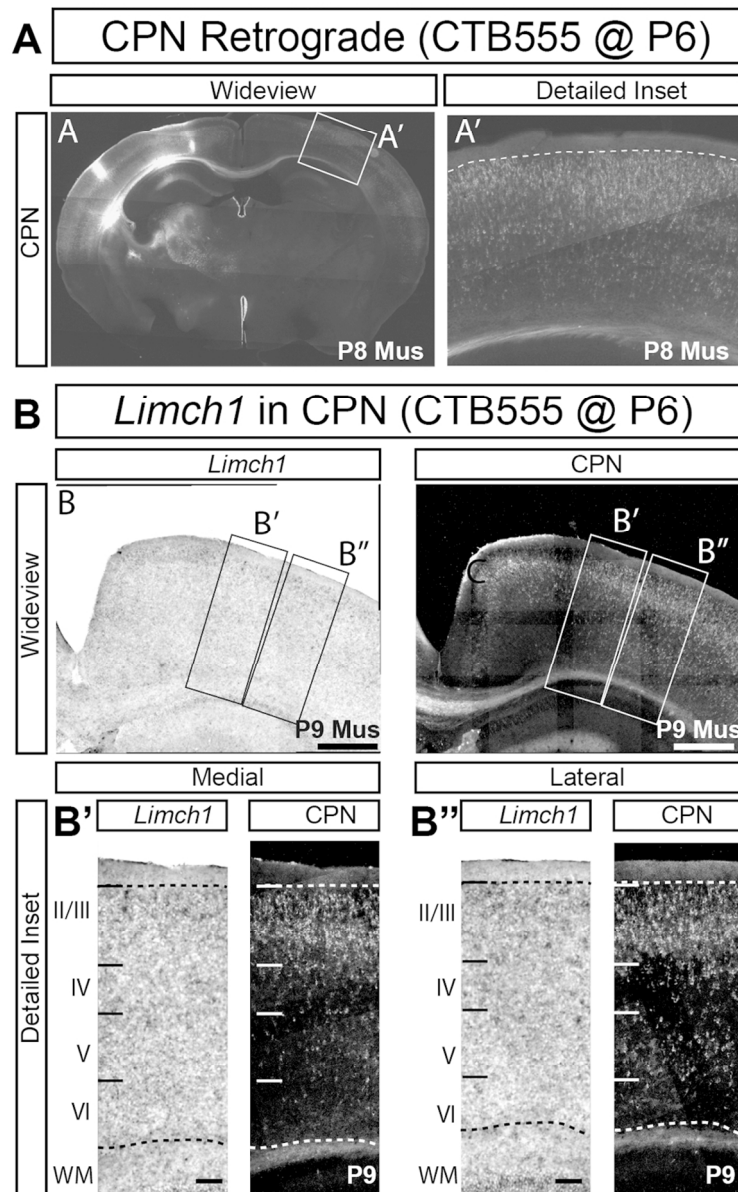 A CPN Retrograde (CTB555 @ P6)
Wideview
Detailed Inset
CPN
A
A'
A'
P8 Mus
P8 Mus
B Limch1 in CPN (CTB555 @ P6)
Limch1
CPN
Wideview
B
B'
B"
P9 Mus
B'
B"
C
P9 Mus
Medial
Lateral
B' Limch1
CPN
B" Limch1
CPN
Detailed Inset
II/III
IV
V
VI
WM
P9
II/III
IV
V
VI
WM
P9